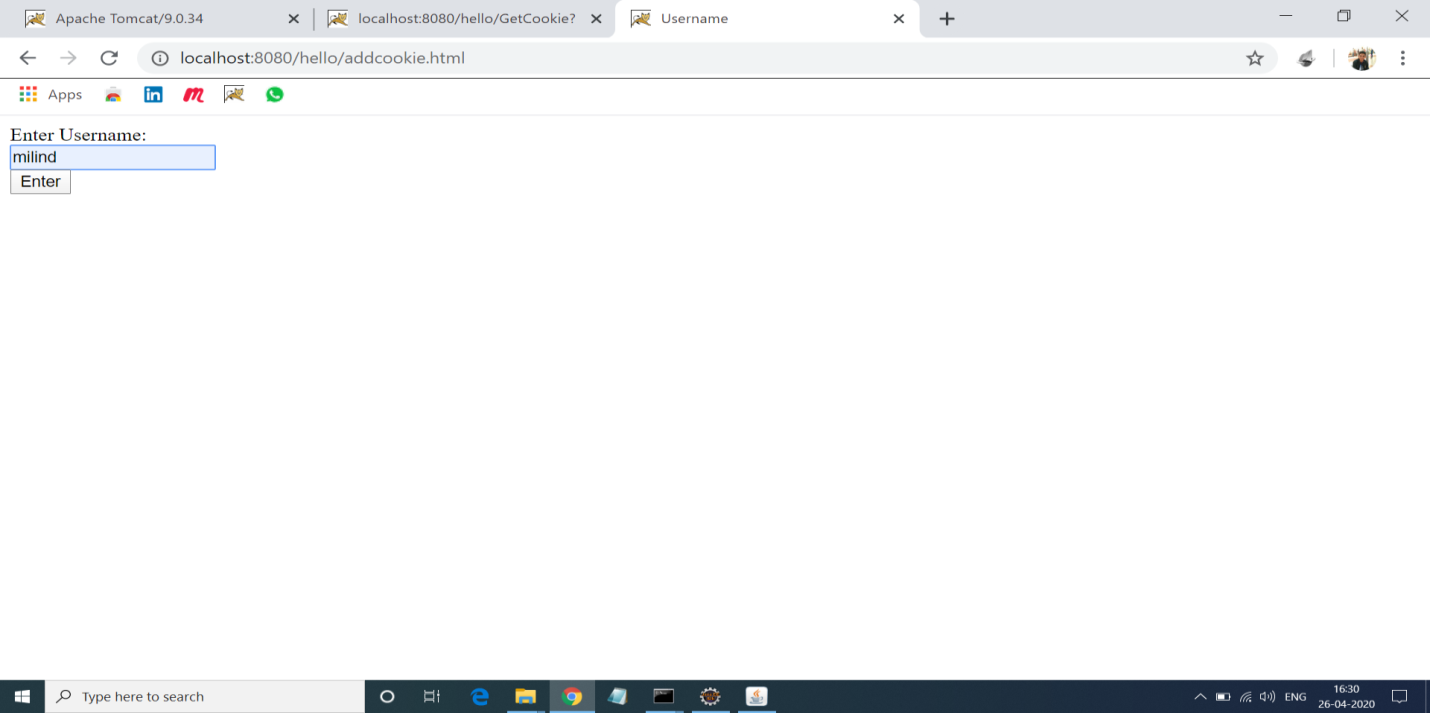 Apache Tomcat/9.0.34
localhost:8080/hello/GetCookie?
Username
localhost:8080/hello/addcookie.html
Apps
in
m
Enter Username:
milind
Enter
Type here to search
ENG
16:30
26-04-2020